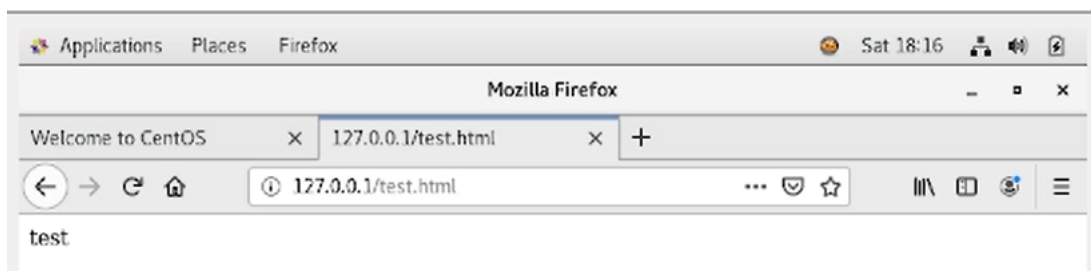 Applications Places Firefox Sat 18:16
Mozilla Firefox
Welcome to CentOS 127.0.0.1/test.html
127.0.0.1/test.html
test